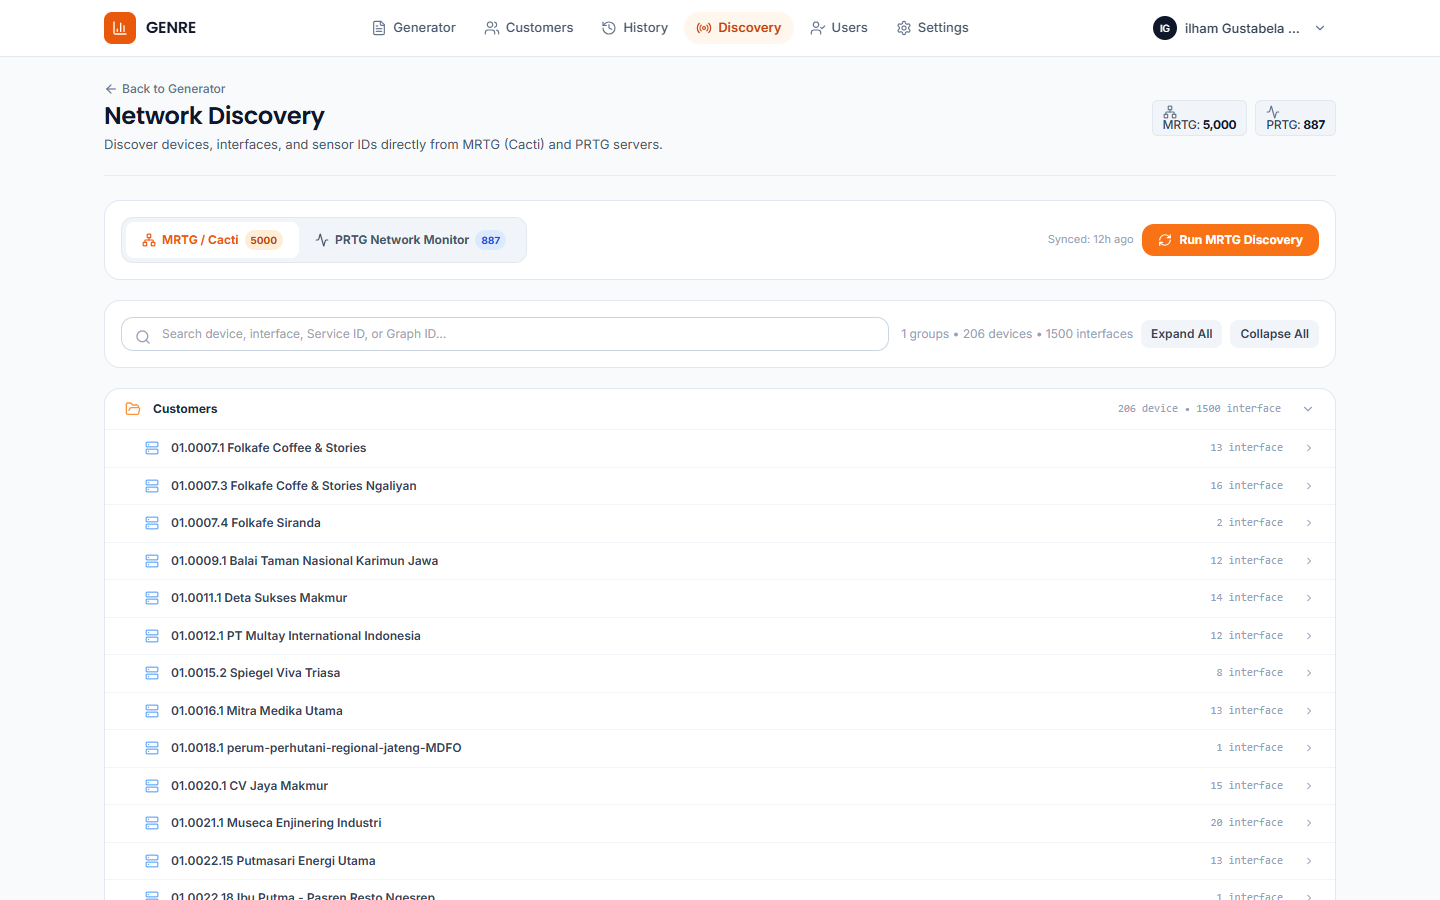 GENRE
Generator
Customers
History
Discovery
Users
Settings
IG
ilham Gustabela ...
Back to Generator
Network Discovery
Discover devices, interfaces, and sensor IDs directly from MRTG (Cacti) and PRTG servers.
MRTG: 5,000
PRTG: 887
MRTG / Cacti 5000
PRTG Network Monitor 887
Synced: 12h ago
Run MRTG Discovery
Search device, interface, Service ID, or Graph ID...
1 groups • 206 devices • 1500 interfaces
Expand All
Collapse All
Customers 206 device • 1500 interface
01.0007.1 Folkafe Coffee & Stories 13 interface
01.0007.3 Folkafe Coffe & Stories Ngaliyan 16 interface
01.0007.4 Folkafe Siranda 2 interface
01.0009.1 Balai Taman Nasional Karimun Jawa 12 interface
01.0011.1 Deta Sukses Makmur 14 interface
01.0012.1 PT Multay International Indonesia 12 interface
01.0015.2 Spiegel Viva Triasa 8 interface
01.0016.1 Mitra Medika Utama 13 interface
01.0018.1 perum-perhutani-regional-jateng-MDFO 1 interface
01.0020.1 CV Jaya Makmur 15 interface
01.0021.1 Museca Enjinering Industri 20 interface
01.0022.15 Putmasari Energi Utama 13 interface
01.0022.18 Ibu Putma - Pasren Resto Ngesrep 1 interface